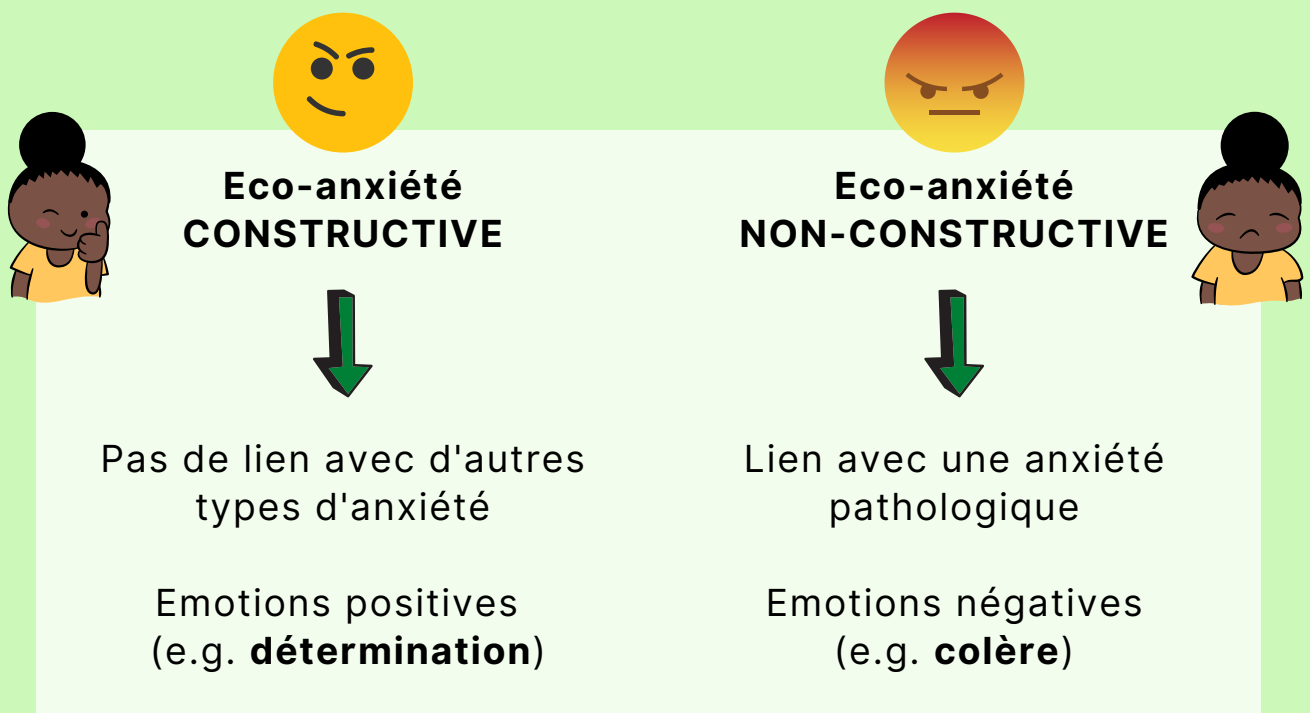 Eco-anxiété
CONSTRUCTIVE
Pas de lien avec d'autres
types d'anxiété
Emotions positives
(e.g. détermination)
Eco-anxiété
NON-CONSTRUCTIVE
Lien avec une anxiété
pathologique
Emotions négatives
(e.g. colère)